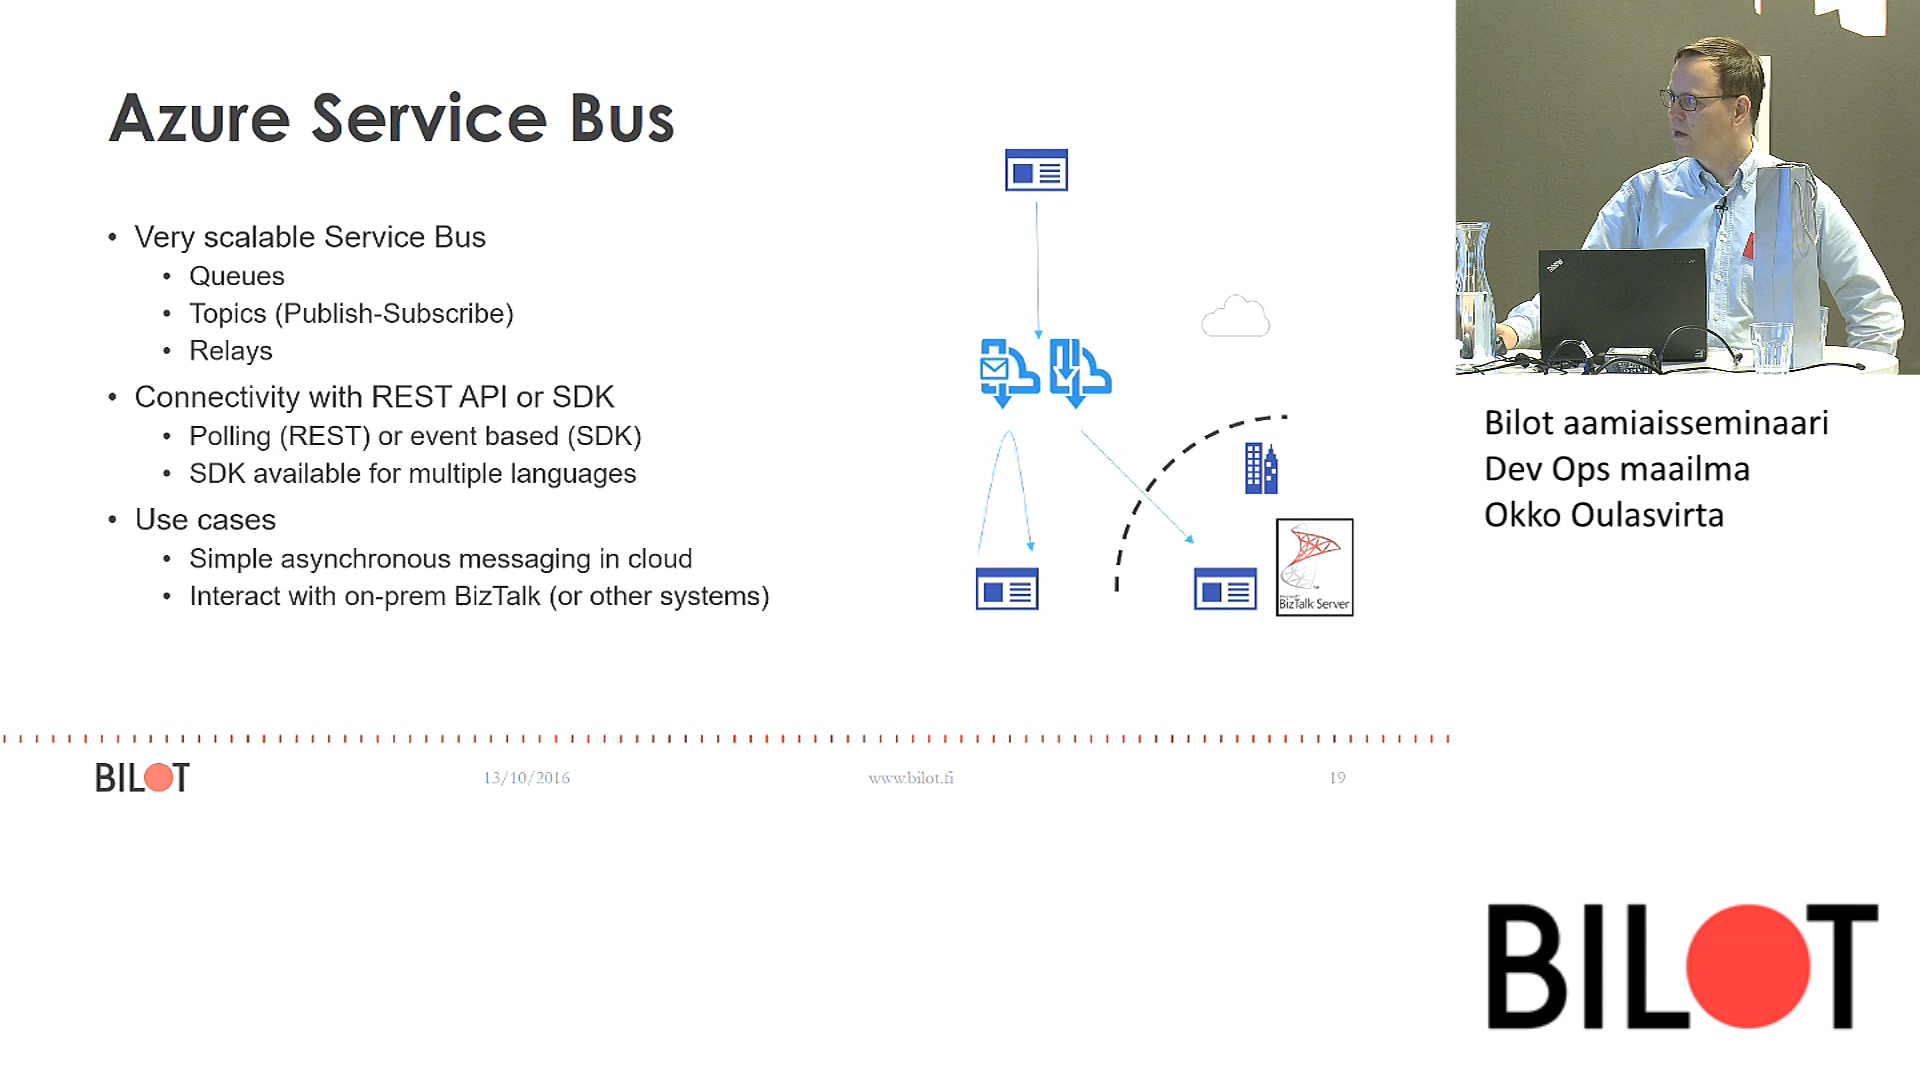 Azure Service Bus
• Very scalable Service Bus
• Queues
• Topics (Publish-Subscribe)
• Relays
• Connectivity with REST API or SDK
• Polling (REST) or event based (SDK)
• SDK available for multiple languages
• Use cases
• Simple asynchronous messaging in cloud
• Interact with on-prem BizTalk (or other systems)
BizTalk Server
BILOT
13/10/2016
www.bilot.fi
19
Bilot aamiaisseminaari
Dev Ops maailma
Okko Oulasvirta
BILOT